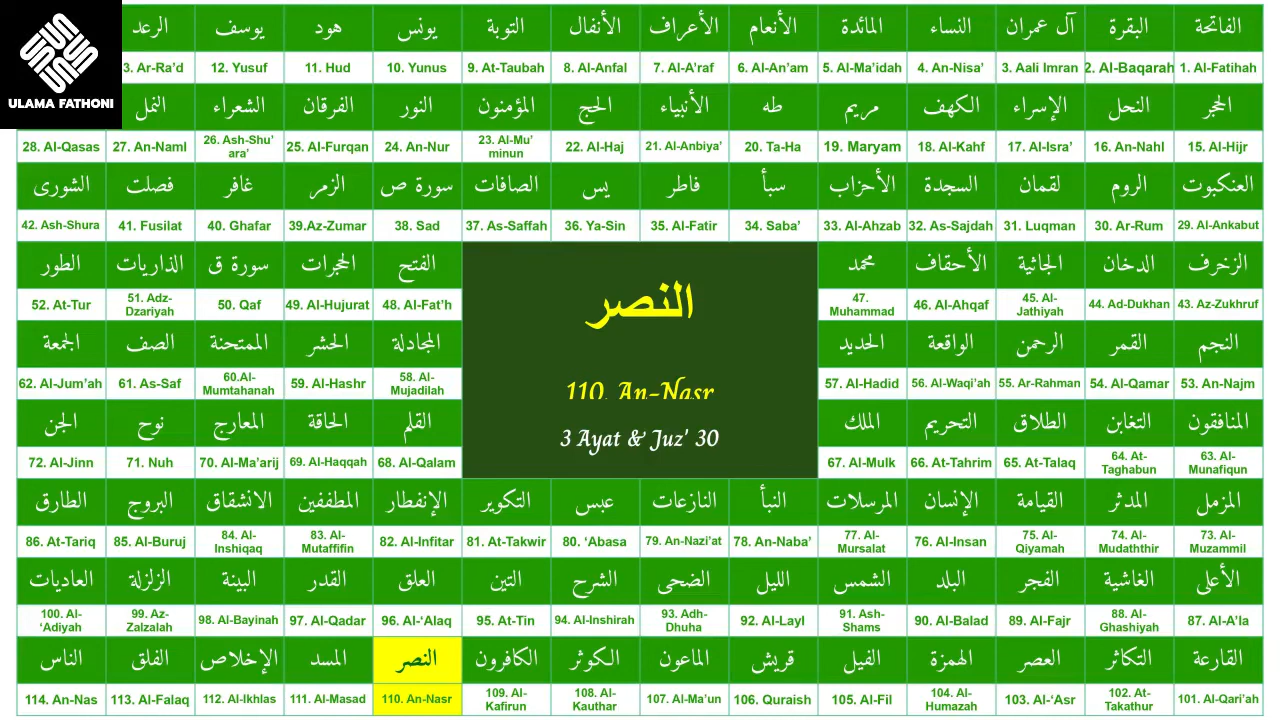 ULAMA FATHONI
الفاتحة البقرة آل عمران النساء المائدة الأنعام الأعراف الأنفال التوبة يونس هود يوسف الرعد
1. Al-Fatihah 2. Al-Baqarah 3. Aali Imran 4. An-Nisa’ 5. Al-Ma’idah 6. Al-An’am 7. Al-A’raf 8. Al-Anfal 9. At-Taubah 10. Yunus 11. Hud 12. Yusuf 3. Ar-Ra’d
الحجر النحل الإسراء الكهف مريم طه الأنبياء الحج المؤمنون النور الفرقان الشعراء النمل
15. Al-Hijr 16. An-Nahl 17. Al-Isra’ 18. Al-Kahf 19. Maryam 20. Ta-Ha 21. Al-Anbiya’ 22. Al-Haj 23. Al-Mu’ minun 24. An-Nur 25. Al-Furqan 26. Ash-Shu’ ara’ 27. An-Naml 28. Al-Qasas
العنكبوت الروم لقمان السجدة الأحزاب سبأ فاطر يس الصافات سورة ص الزمر غافر فصلت الشورى
29. Al-Ankabut 30. Ar-Rum 31. Luqman 32. As-Sajdah 33. Al-Ahzab 34. Saba’ 35. Al-Fatir 36. Ya-Sin 37. As-Saffah 38. Sad 39.Az-Zumar 40. Ghafar 41. Fusilat 42. Ash-Shura
الزخرف الدخان الجاثية الأحقاف محمد الفتح الحجرات سورة ق الذاريات الطور
43. Az-Zukhruf 44. Ad-Dukhan 45. Al-Jathiyah 46. Al-Ahqaf 47. Muhammad 48. Al-Fat’h 49. Al-Hujurat 50. Qaf 51. Adz-Dzariyah 52. At-Tur
النجم القمر الرحمن الواقعة الحديد المجادلة الحشر الممتحنة الصف الجمعة
53. An-Najm 54. Al-Qamar 55. Ar-Rahman 56. Al-Waqi’ah 57. Al-Hadid 58. Al-Mujadilah 59. Al-Hashr 60.Al-Mumtahanah 61. As-Saf 62. Al-Jum’ah
المنافقون التغابن الطلاق التحريم الملك القلم الحاقة المعارج نوح الجن
63. Al-Munafiqun 64. At-Taghabun 65. At-Talaq 66. At-Tahrim 67. Al-Mulk 68. Al-Qalam 69. Al-Haqqah 70. Al-Ma’arij 71. Nuh 72. Al-Jinn
النصر
110. An-Nasr
3 Ayat & Juz’ 30
المزمل المدثر القيامة الإنسان المرسلات النبأ النازعات عبس التكوير الإنفطار المطففين الانشقاق البروج الطارق
73. Al-Muzammil 74. Al-Mudaththir 75. Al-Qiyamah 76. Al-Insan 77. Al-Mursalat 78. An-Naba’ 79. An-Nazi’at 80. ‘Abasa 81. At-Takwir 82. Al-Infitar 83. Al-Mutaffifin 84. Al-Inshiqaq 85. Al-Buruj 86. At-Tariq
الأعلى الغاشية الفجر البلد الشمس الليل الضحى الشرح التين العلق القدر البينة الزلزلة العاديات
87. Al-A’la 88. Al-Ghashiyah 89. Al-Fajr 90. Al-Balad 91. Ash-Shams 92. Al-Layl 93. Adh-Dhuha 94. Al-Inshirah 95. At-Tin 96. Al-‘Alaq 97. Al-Qadar 98. Al-Bayinah 99. Az-Zalzalah 100. Al-‘Adiyah
القارعة التكاثر العصر الهمزة الفيل قريش الماعون الكوثر الكافرون النصر المسد الإخلاص الفلق الناس
101. Al-Qari’ah 102. At-Takathur 103. Al-‘Asr 104. Al-Humazah 105. Al-Fil 106. Quraish 107. Al-Ma’un 108. Al-Kauthar 109. Al-Kafirun 110. An-Nasr 111. Al-Masad 112. Al-Ikhlas 113. Al-Falaq 114. An-Nas